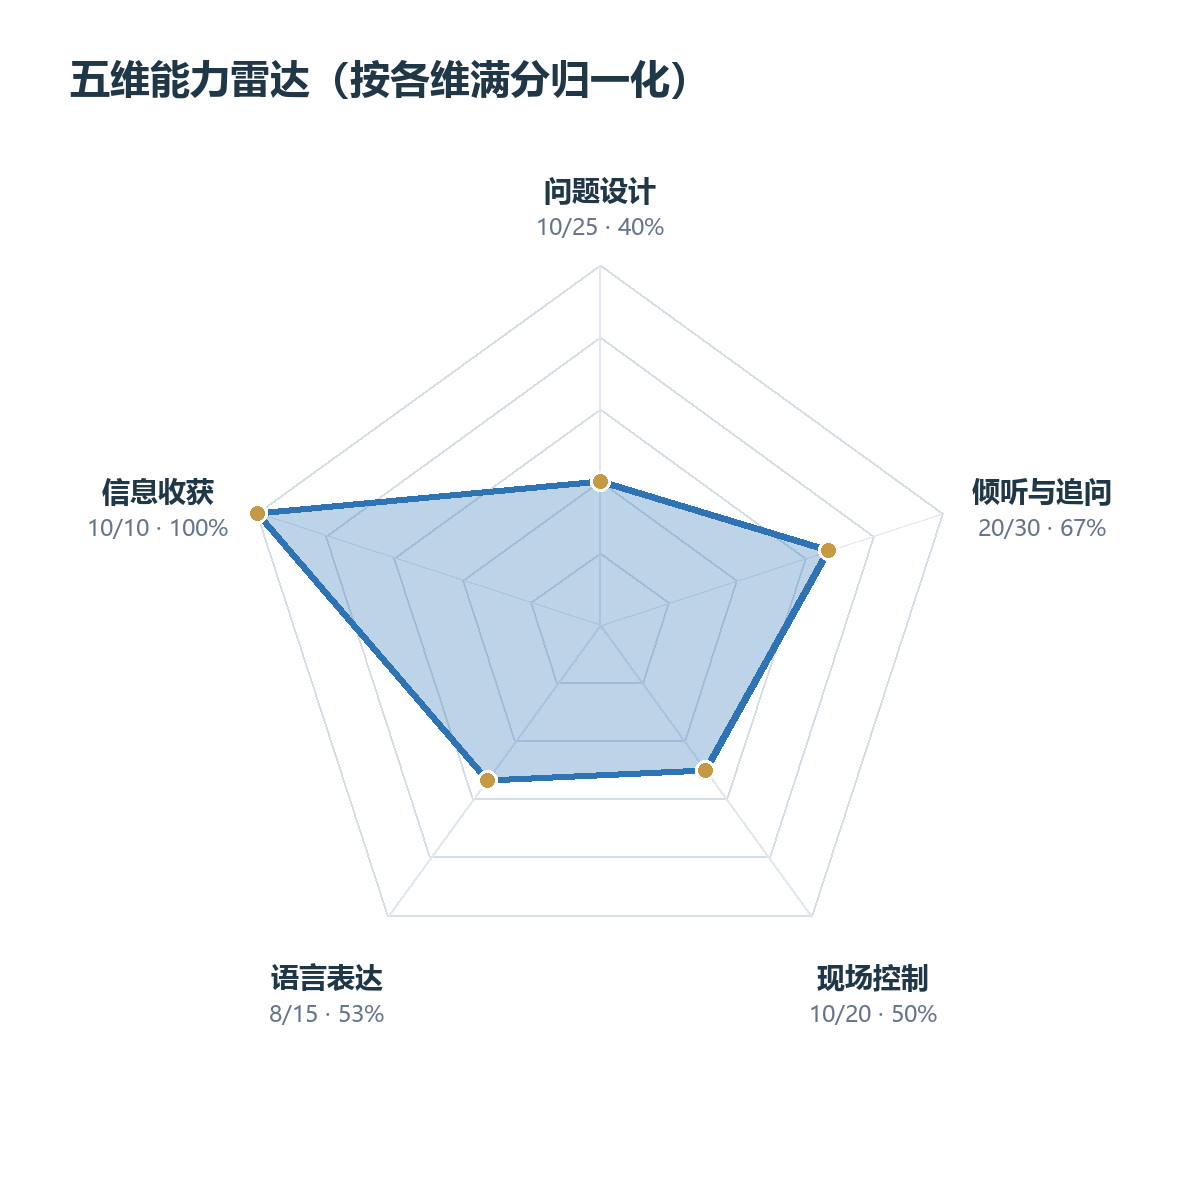 五维能力雷达（按各维满分归一化）
问题设计
10/25 · 40%
信息收获
10/10 · 100%
倾听与追问
20/30 · 67%
语言表达
8/15 · 53%
现场控制
10/20 · 50%